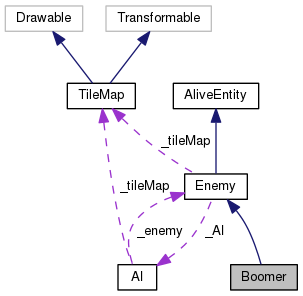 Drawable
Transformable
TileMap
AliveEntity
_tileMap
_tileMap
Enemy
_enemy
_AI
AI
Boomer